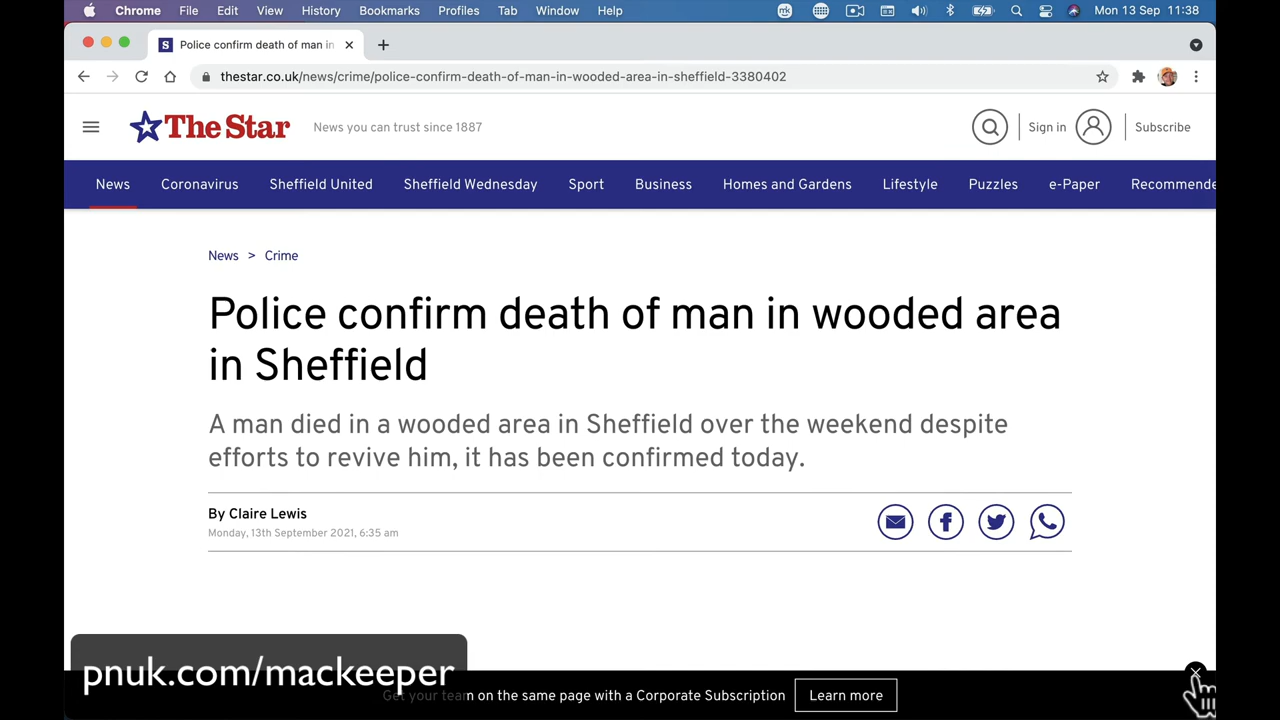 Chrome File Edit View History Bookmarks Profiles Tab Window Help mk Mon 13 Sep 11:38
S Police confirm death of man in
thestar.co.uk/news/crime/police-confirm-death-of-man-in-wooded-area-in-sheffield-3380402
The Star News you can trust since 1887 Sign in Subscribe
News Coronavirus Sheffield United Sheffield Wednesday Sport Business Homes and Gardens Lifestyle Puzzles e-Paper Recommende
News > Crime
Police confirm death of man in wooded area
in Sheffield
A man died in a wooded area in Sheffield over the weekend despite
efforts to revive him, it has been confirmed today.
By Claire Lewis
Monday, 13th September 2021, 6:35 am
pnuk.com/mackeeper
Get your team on the same page with a Corporate Subscription Learn more